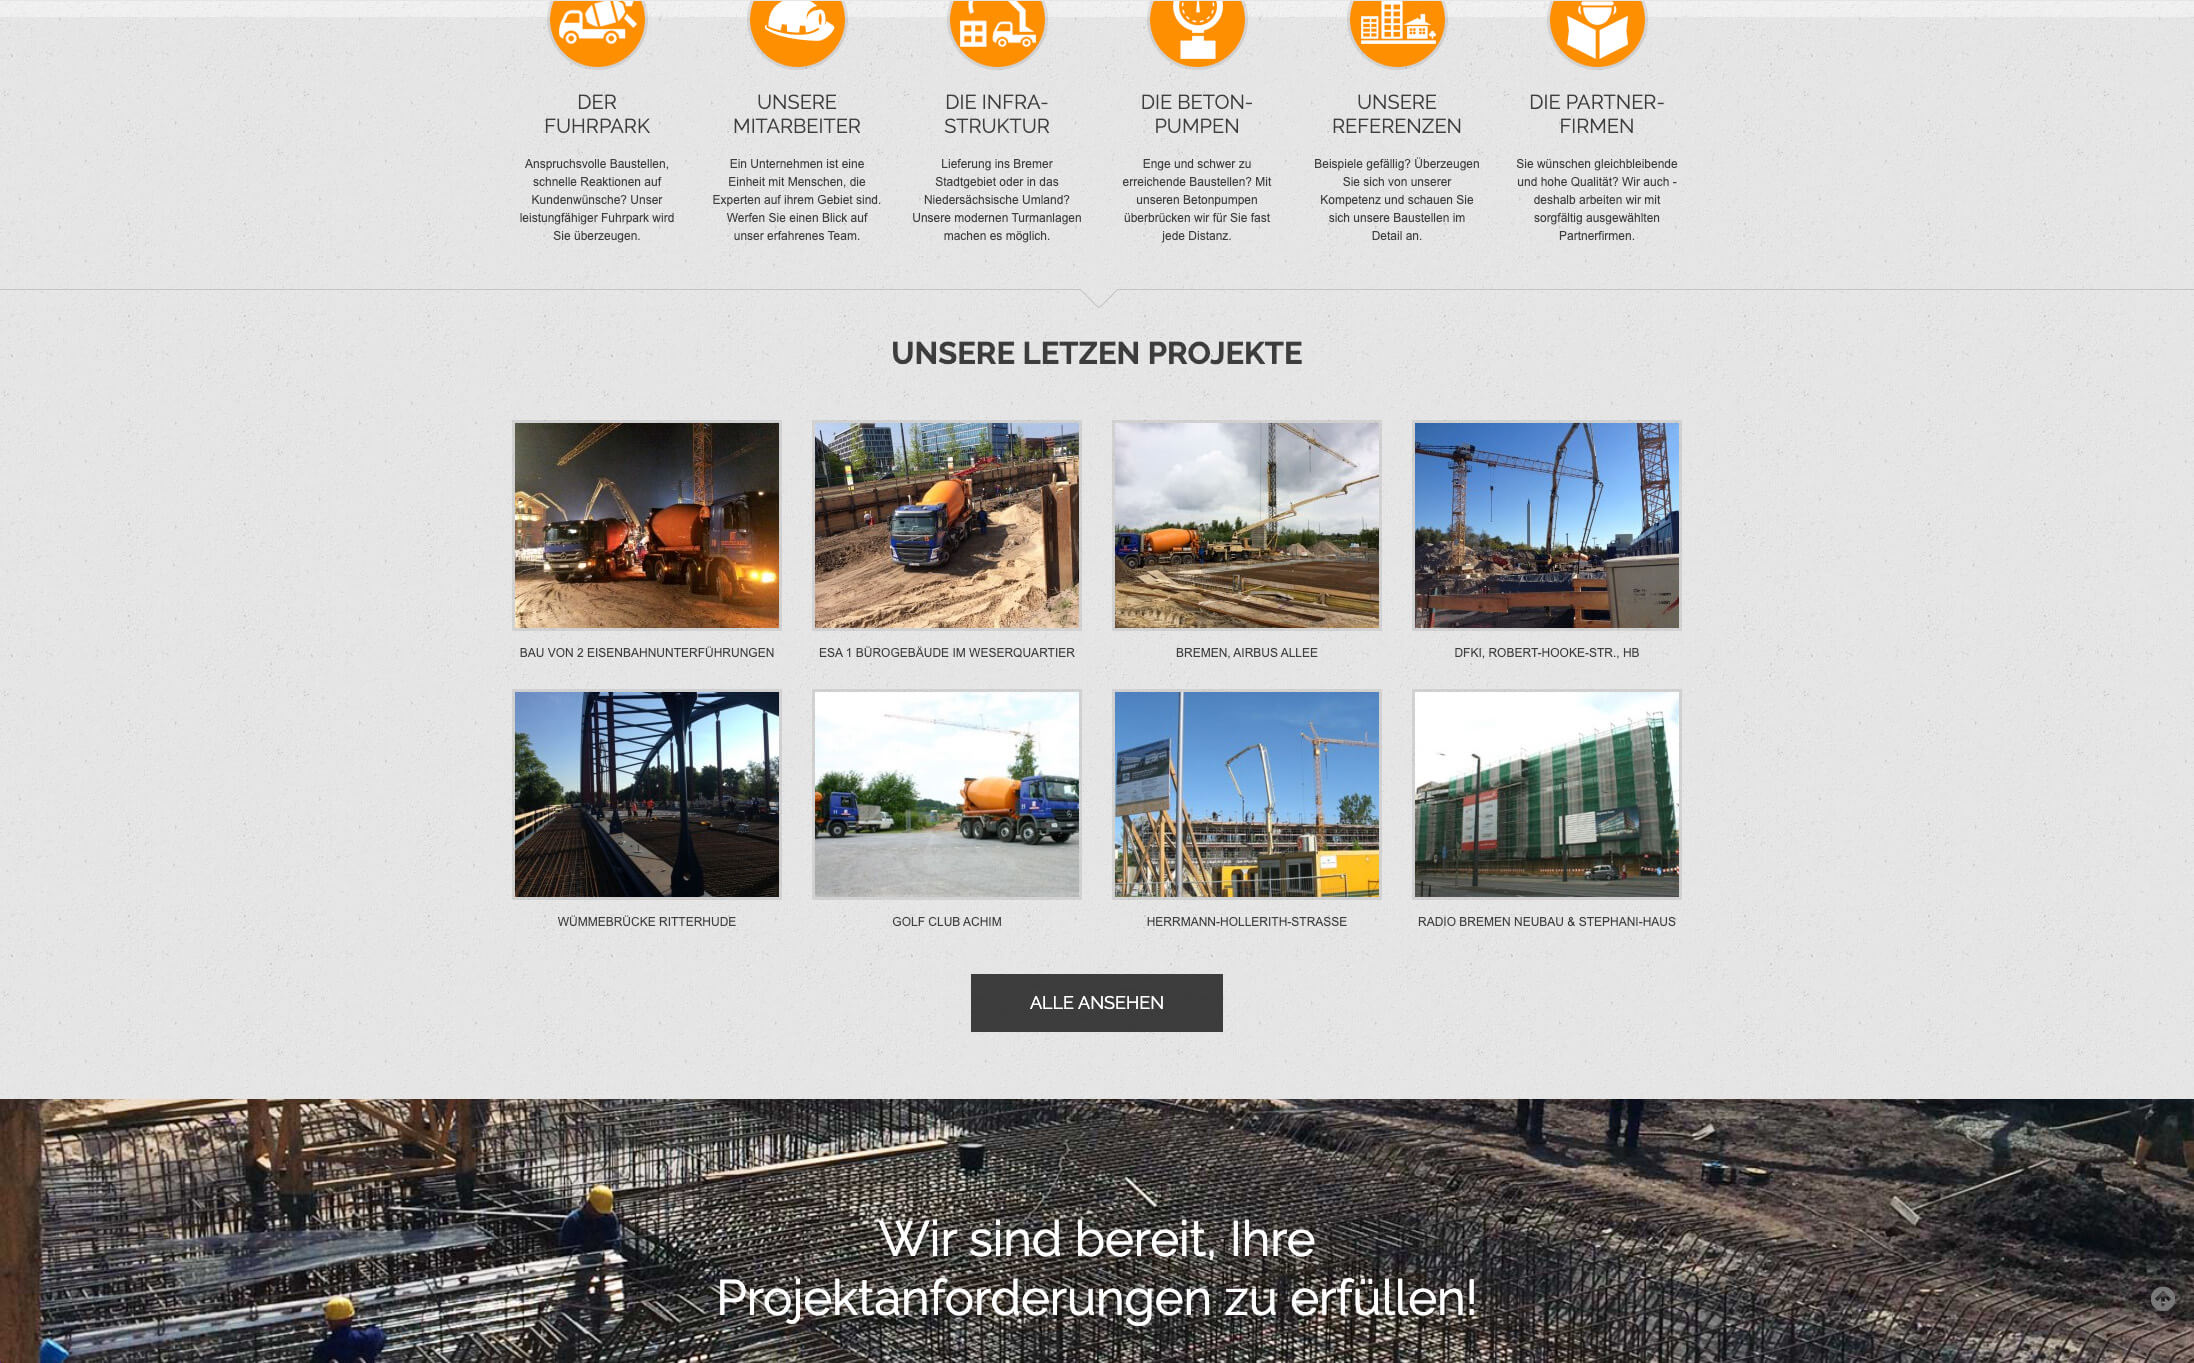 DER
FUHRPARK
Anspruchsvolle Baustellen,
schnelle Reaktionen auf
Kundenwünsche? Unser
leistungfähiger Fuhrpark wird
Sie überzeugen.
UNSERE
MITARBEITER
Ein Unternehmen ist eine
Einheit mit Menschen, die
Experten auf ihrem Gebiet sind.
Werfen Sie einen Blick auf
unser erfahrenes Team.
DIE INFRA-
STRUKTUR
Lieferung ins Bremer
Stadtgebiet oder in das
Niedersächsische Umland?
Unsere modernen Turmanlagen
machen es möglich.
DIE BETON-
PUMPEN
Enge und schwer zu
erreichende Baustellen? Mit
unseren Betonpumpen
überbrücken wir für Sie fast
jede Distanz.
UNSERE
REFERENZEN
Beispiele gefällig? Überzeugen
Sie sich von unserer
Kompetenz und schauen Sie
sich unsere Baustellen im
Detail an.
DIE PARTNER-
FIRMEN
Sie wünschen gleichbleibende
und hohe Qualität? Wir auch -
deshalb arbeiten wir mit
sorgfältig ausgewählten
Partnerfirmen.
UNSERE LETZEN PROJEKTE
BAU VON 2 EISENBAHNUNTERFÜHRUNGEN
ESA 1 BÜROGEBÄUDE IM WESERQUARTIER
BREMEN, AIRBUS ALLEE
DFKI, ROBERT-HOOKE-STR., HB
WÜMMEBRÜCKE RITTERHUDE
GOLF CLUB ACHIM
HERRMANN-HOLLERITH-STRASSE
RADIO BREMEN NEUBAU & STEPHANI-HAUS
ALLE ANSEHEN
Wir sind bereit, Ihre
Projektanforderungen zu erfüllen!